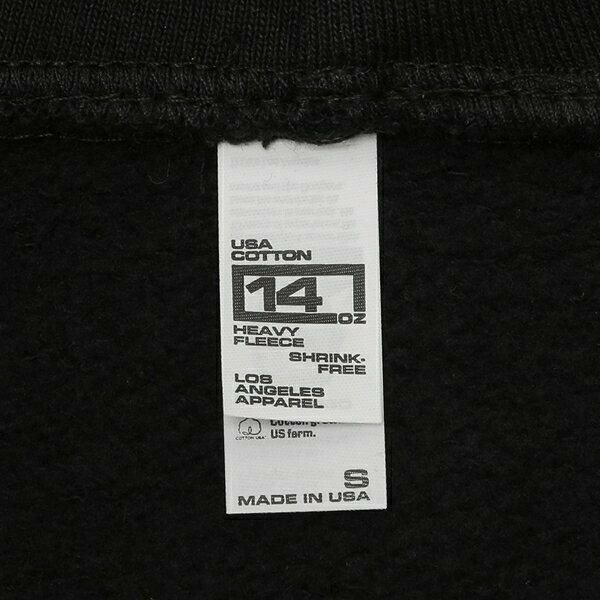 USA
COTTON
14 OZ
HEAVY
FLEECE
SHRINK-
FREE
LOS
ANGELES
APPAREL
COTTON USA
US farm.
S
MADE IN USA